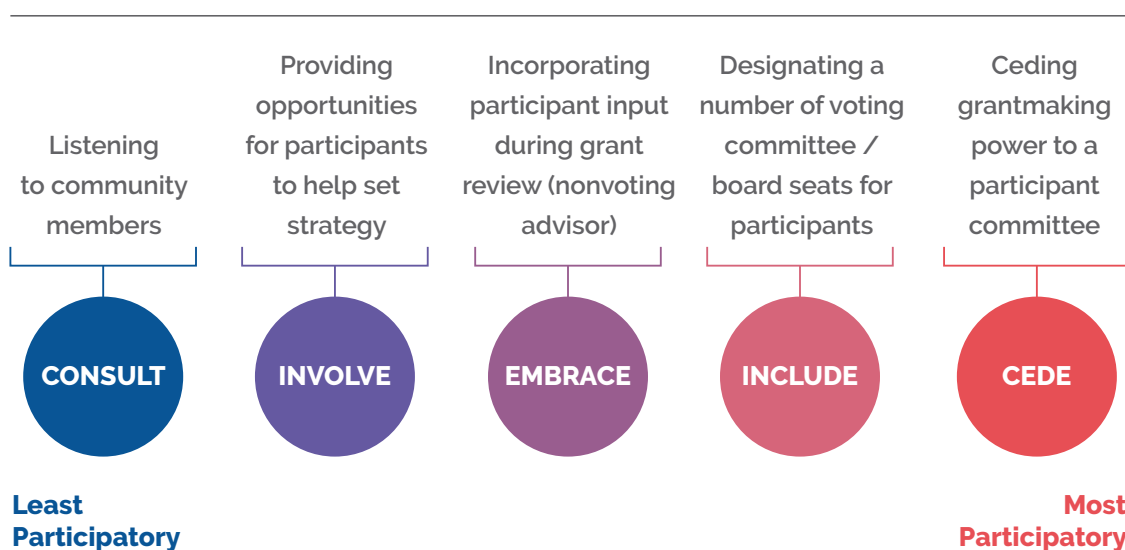 Listening
to community
members
Providing
opportunities
for participants
to help set
strategy
Incorporating
participant input
during grant
review (nonvoting
advisor)
Designating a
number of voting
committee /
board seats for
participants
Ceding
grantmaking
power to a
participant
committee
CONSULT
INVOLVE
EMBRACE
INCLUDE
CEDE
Least
Participatory
Most
Participatory